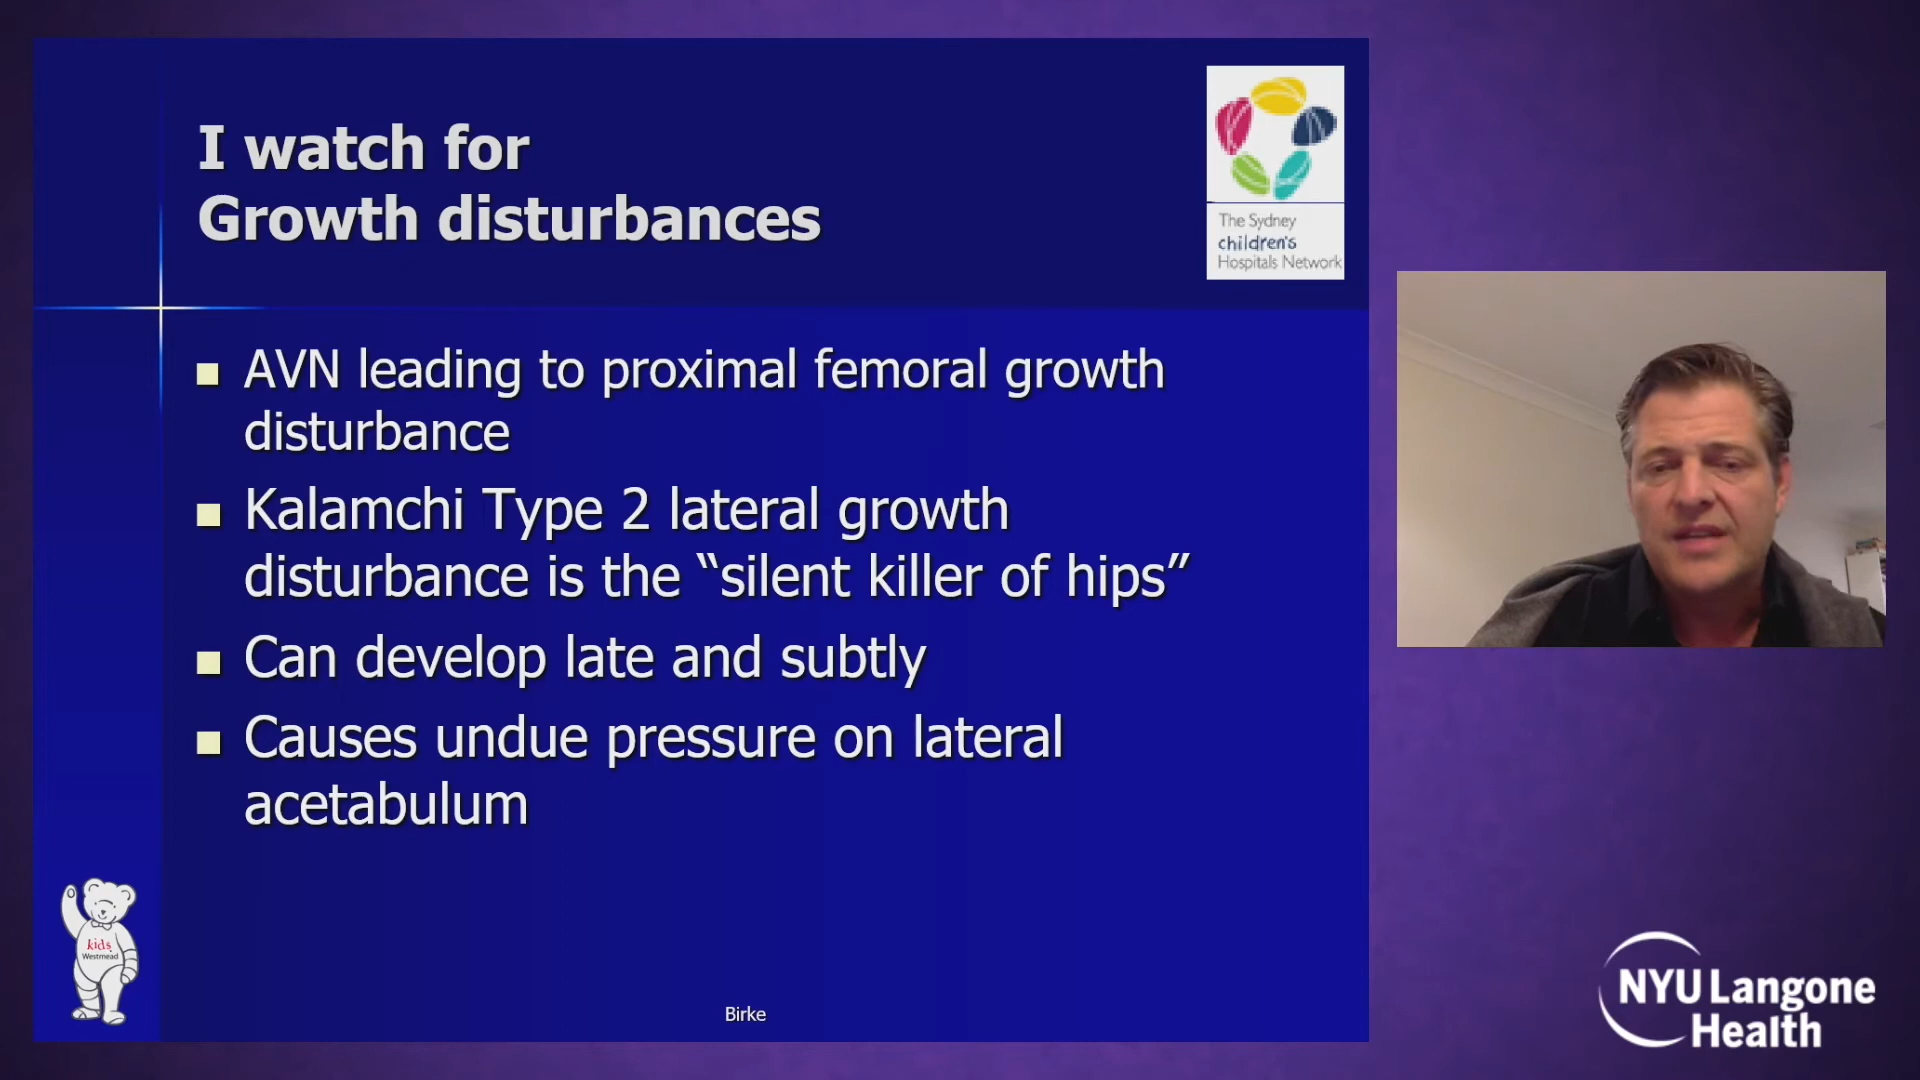 I watch for
Growth disturbances
The Sydney
children's
Hospitals Network
AVN leading to proximal femoral growth
disturbance
Kalamchi Type 2 lateral growth
disturbance is the “silent killer of hips”
Can develop late and subtly
Causes undue pressure on lateral
acetabulum
kids
Westmead
Birke
NYU Langone
Health